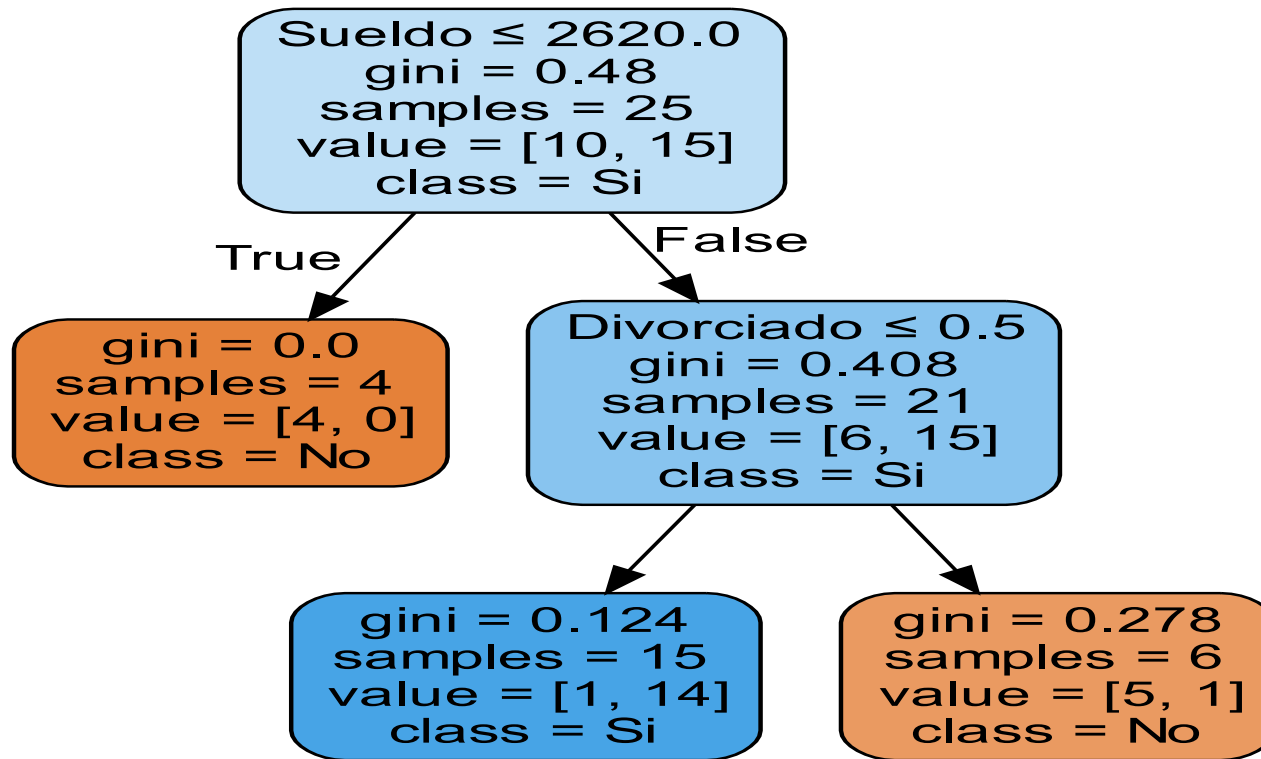 Sueldo ≤ 2620.0
gini = 0.48
samples = 25
value = [10, 15]
class = Si
True
False
gini = 0.0
samples = 4
value = [4, 0]
class = No
Divorciado ≤ 0.5
gini = 0.408
samples = 21
value = [6, 15]
class = Si
gini = 0.124
samples = 15
value = [1, 14]
class = Si
gini = 0.278
samples = 6
value = [5, 1]
class = No